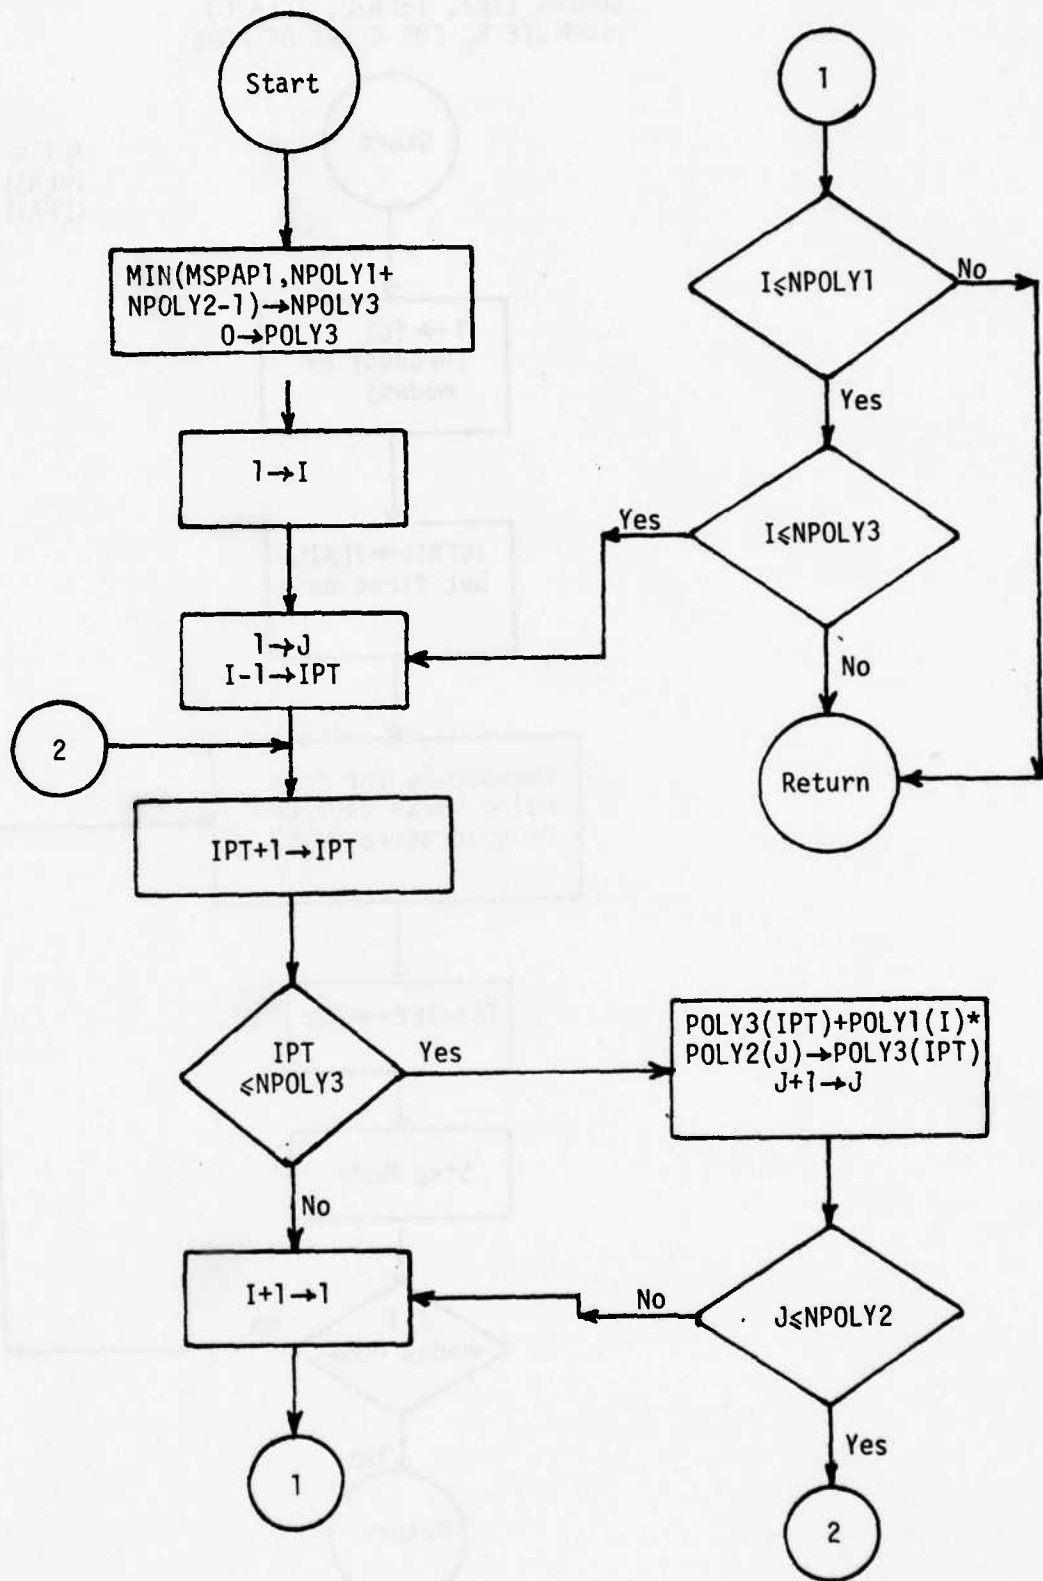 Start
MIN(MSPAP1,NPOLY1+
NPOLY2-1)→NPOLY3
0→POLY3
1→I
1→J
I-1→IPT
2
IPT+1→IPT
IPT
≤NPOLY3
Yes
No
I+1→1
1
1
I≤NPOLY1
No
Yes
I≤NPOLY3
Yes
No
Return
POLY3(IPT)+POLY1(I)*
POLY2(J)→POLY3(IPT)
J+1→J
J≤NPOLY2
No
Yes
2